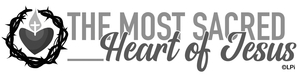 THE MOST SACRED
Heart of Jesus
©LPi